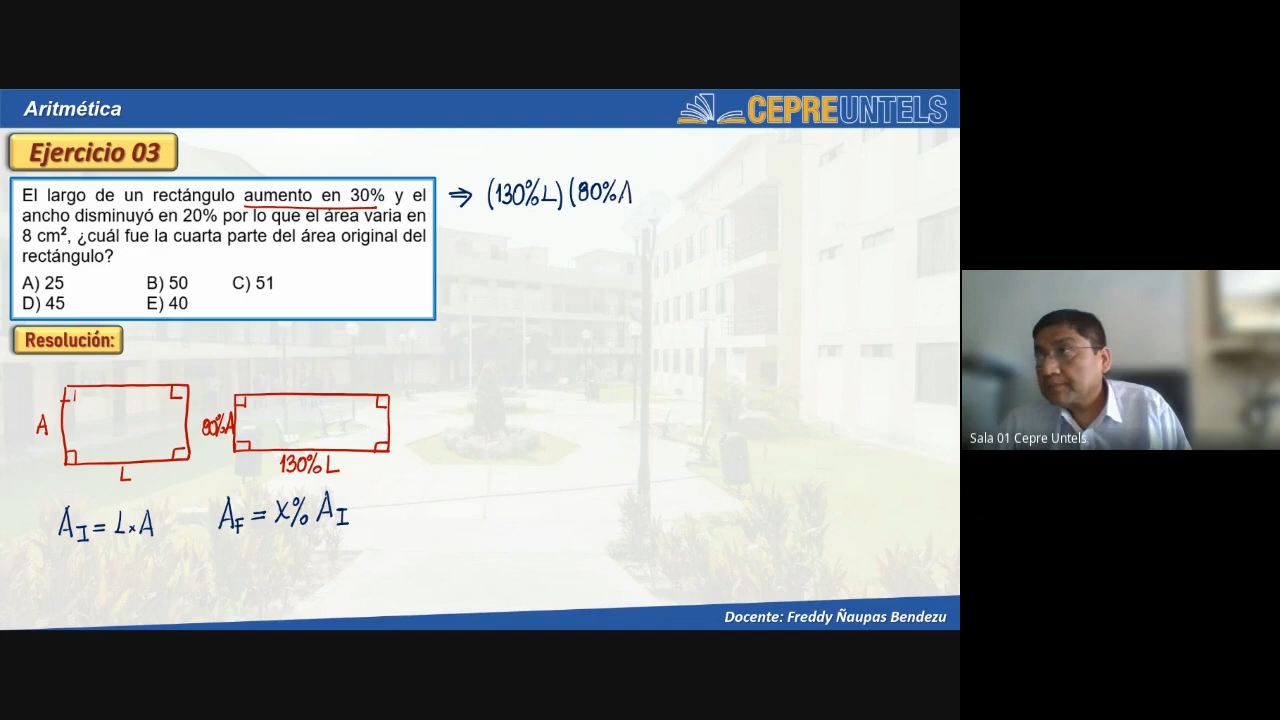 Aritmética
CEPREUNTELS
Ejercicio 03
El largo de un rectángulo aumento en 30% y el
ancho disminuyó en 20% por lo que el área varia en
8 cm², ¿cuál fue la cuarta parte del área original del
rectángulo?
A) 25 B) 50 C) 51
D) 45 E) 40
⇒ (130%L)(80%A
Resolución:
A
L
80%A
130%L
A_I = L×A
A_F = X% A_I
Docente: Freddy Ñaupas Bendezu
Sala 01 Cepre Untels